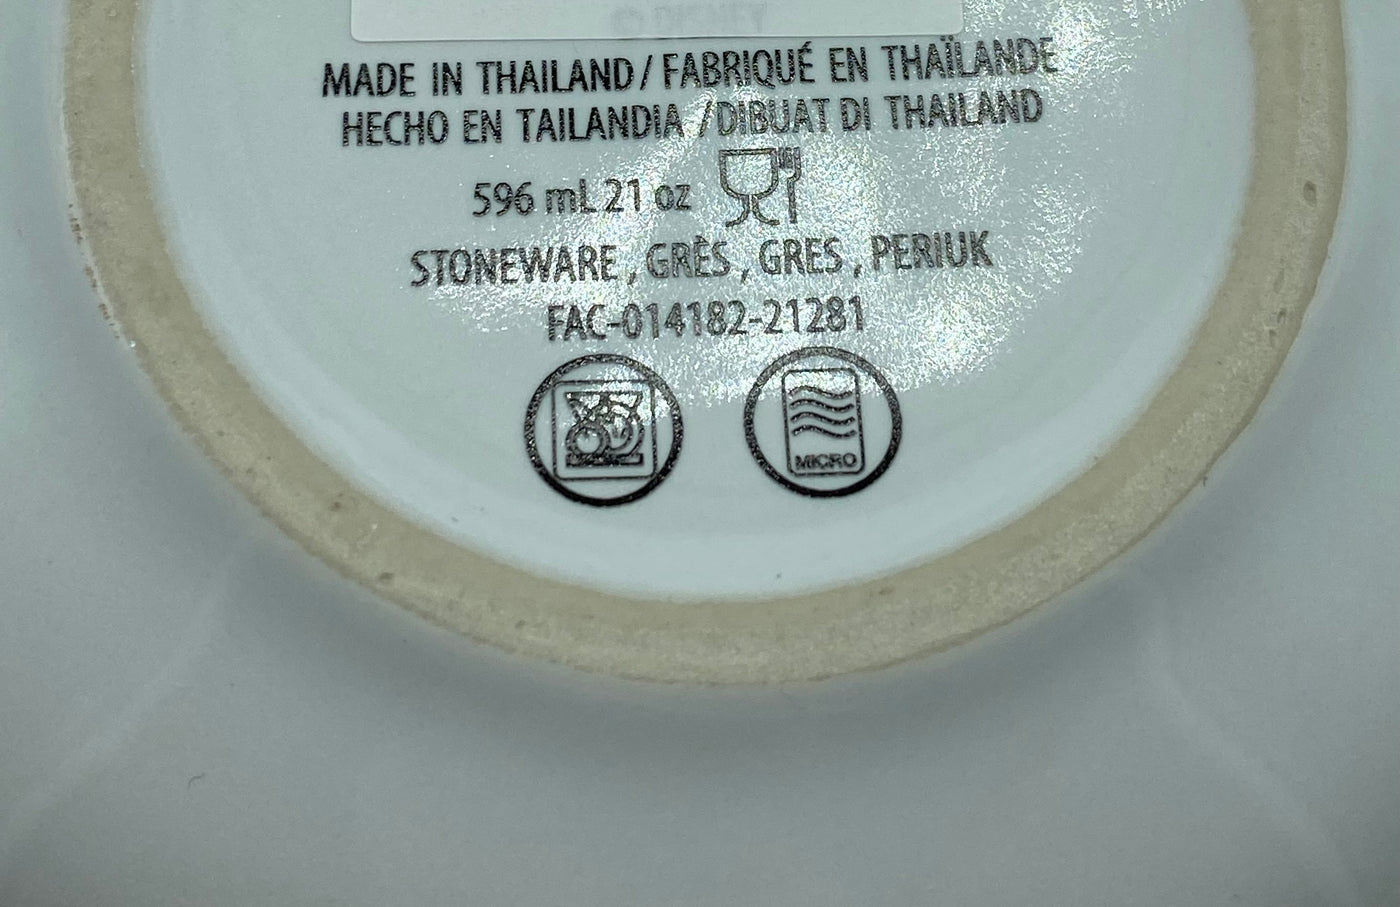 © DISNEY
MADE IN THAILAND / FABRIQUÉ EN THAÏLANDE
HECHO EN TAILANDIA / DIBUAT DI THAILAND
596 mL 21 oz
STONEWARE , GRÈS , GRES , PERIUK
FAC-014182-21281
MICRO